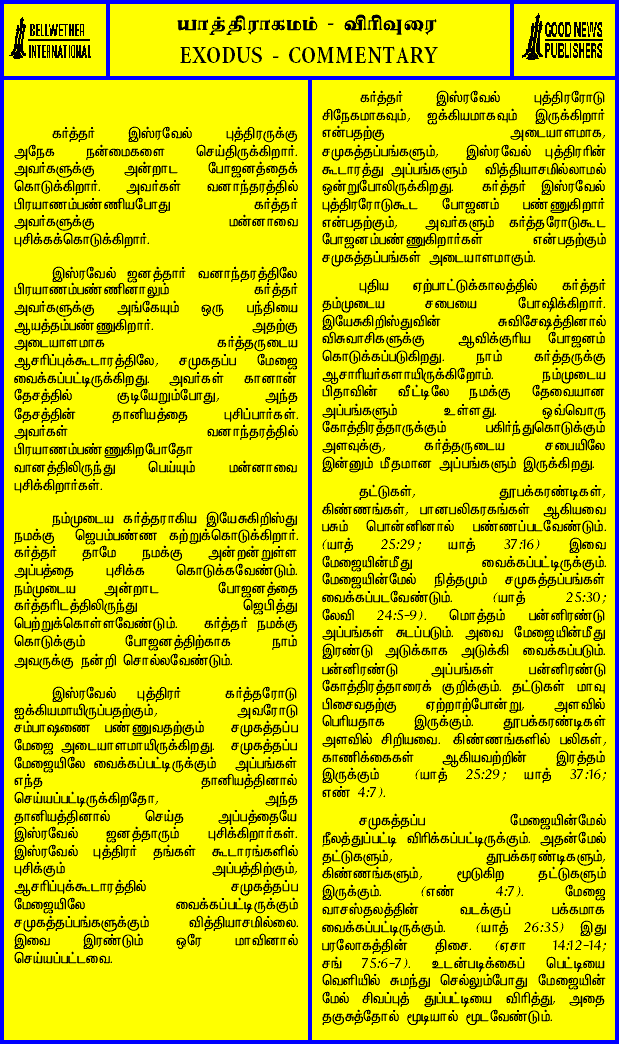 BELLWETHER
INTERNATIONAL
யாத்திராகமம் - விரிவுரை
EXODUS - COMMENTARY
GOOD NEWS
PUBLISHERS
கர்த்தர் இஸ்ரவேல் புத்திரருக்கு
அநேக நன்மைகளை செய்திருக்கிறார்.
அவர்களுக்கு அன்றாட போஜனத்தைக்
கொடுக்கிறார். அவர்கள் வனாந்தரத்தில்
பிரயாணம்பண்ணியபோது கர்த்தர்
அவர்களுக்கு மன்னாவை
புசிக்கக்கொடுக்கிறார்.
இஸ்ரவேல் ஜனத்தார் வனாந்தரத்திலே
பிரயாணம்பண்ணினாலும் கர்த்தர்
அவர்களுக்கு அங்கேயும் ஒரு பந்தியை
ஆயத்தம்பண்ணுகிறார். அதற்கு
அடையாளமாக கர்த்தருடைய
ஆசரிப்புக்கூடாரத்திலே, சமுகதப்ப மேஜை
வைக்கப்பட்டிருக்கிறது. அவர்கள் கானான்
தேசத்தில் குடியேறும்போது, அந்த
தேசத்தின் தானியத்தை புசிப்பார்கள்.
அவர்கள் வனாந்தரத்தில்
பிரயாணம்பண்ணுகிறபோதோ
வானத்திலிருந்து பெய்யும் மன்னாவை
புசிக்கிறார்கள்.
நம்முடைய கர்த்தராகிய இயேசுகிறிஸ்து
நமக்கு ஜெபம்பண்ண கற்றுக்கொடுக்கிறார்.
கர்த்தர் தாமே நமக்கு அன்றன்றுள்ள
அப்பத்தை புசிக்க கொடுக்கவேண்டும்.
நம்முடைய அன்றாட போஜனத்தை
கர்த்தரிடத்திலிருந்து ஜெபித்து
பெற்றுக்கொள்ளவேண்டும். கர்த்தர் நமக்கு
கொடுக்கும் போஜனத்திற்காக நாம்
அவருக்கு நன்றி சொல்லவேண்டும்.
இஸ்ரவேல் புத்திரர் கர்த்தரோடு
ஐக்கியமாயிருப்பதற்கும், அவரோடு
சம்பாஷணை பண்ணுவதற்கும் சமுகத்தப்ப
மேஜை அடையாளமாயிருக்கிறது. சமுகத்தப்ப
மேஜையிலே வைக்கப்பட்டிருக்கும் அப்பங்கள்
எந்த தானியத்தினால்
செய்யப்பட்டிருக்கிறதோ, அந்த
தானியத்தினால் செய்த அப்பத்தையே
இஸ்ரவேல் ஜனத்தாரும் புசிக்கிறார்கள்.
இஸ்ரவேல் புத்திரர் தங்கள் கூடாரங்களில்
புசிக்கும் அப்பத்திற்கும்,
ஆசரிப்புக்கூடாரத்தில் சமுகத்தப்ப
மேஜையிலே வைக்கப்பட்டிருக்கும்
சமுகத்தப்பங்களுக்கும் வித்தியாசமில்லை.
இவை இரண்டும் ஒரே மாவினால்
செய்யப்பட்டவை.
கர்த்தர் இஸ்ரவேல் புத்திரரோடு
சிநேகமாகவும், ஐக்கியமாகவும் இருக்கிறார்
என்பதற்கு அடையாளமாக,
சமுகத்தப்பங்களும், இஸ்ரவேல் புத்திரரின்
கூடாரத்து அப்பங்களும் வித்தியாசமில்லாமல்
ஒன்றுபோலிருக்கிறது. கர்த்தர் இஸ்ரவேல்
புத்திரரோடுகூட போஜனம் பண்ணுகிறார்
என்பதற்கும், அவர்களும் கர்த்தரோடுகூட
போஜனம்பண்ணுகிறார்கள் என்பதற்கும்
சமுகத்தப்பங்கள் அடையாளமாகும்.
புதிய ஏற்பாட்டுக்காலத்தில் கர்த்தர்
தம்முடைய சபையை போஷிக்கிறார்.
இயேசுகிறிஸ்துவின் சுவிசேஷத்தினால்
விசுவாசிகளுக்கு ஆவிக்குரிய போஜனம்
கொடுக்கப்படுகிறது. நாம் கர்த்தருக்கு
ஆசாரியர்களாயிருக்கிறோம். நம்முடைய
பிதாவின் வீட்டிலே நமக்கு தேவையான
அப்பங்களும் உள்ளது. ஒவ்வொரு
கோத்திரத்தாருக்கும் பகிர்ந்துகொடுக்கும்
அளவுக்கு, கர்த்தருடைய சபையிலே
இன்னும் மீதமான அப்பங்களும் இருக்கிறது.
தட்டுகள், தூபக்கரண்டிகள்,
கிண்ணங்கள், பானபலிகரகங்கள் ஆகியவை
பசும் பொன்னினால் பண்ணப்படவேண்டும்.
(யாத் 25:29; யாத் 37:16) இவை
மேஜையின்மீது வைக்கப்பட்டிருக்கும்.
மேஜையின்மேல் நித்தமும் சமுகத்தப்பங்கள்
வைக்கப்படவேண்டும். (யாத் 25:30;
லேவி 24:5-9). மொத்தம் பன்னிரண்டு
அப்பங்கள் சுடப்படும். அவை மேஜையின்மீது
இரண்டு அடுக்காக அடுக்கி வைக்கப்படும்.
பன்னிரண்டு அப்பங்கள் பன்னிரண்டு
கோத்திரத்தாரைக் குறிக்கும். தட்டுகள் மாவு
பிசைவதற்கு ஏற்றாற்போன்று, அளவில்
பெரியதாக இருக்கும். தூபக்கரண்டிகள்
அளவில் சிறியவை. கிண்ணங்களில் பலிகள்,
காணிக்கைகள் ஆகியவற்றின் இரத்தம்
இருக்கும் (யாத் 25:29; யாத் 37:16;
எண் 4:7).
சமுகத்தப்ப மேஜையின்மேல்
நீலத்துப்பட்டி விரிக்கப்பட்டிருக்கும். அதன்மேல்
தட்டுகளும், தூபக்கரண்டிகளும்,
கிண்ணங்களும், மூடுகிற தட்டுகளும்
இருக்கும். (எண் 4:7). மேஜை
வாசஸ்தலத்தின் வடக்குப் பக்கமாக
வைக்கப்பட்டிருக்கும். (யாத் 26:35) இது
பரலோகத்தின் திசை. (ஏசா 14:12-14;
சங் 75:6-7). உடன்படிக்கைப் பெட்டியை
வெளியில் சுமந்து செல்லும்போது மேஜையின்
மேல் சிவப்புத் துப்பட்டியை விரித்து, அதை
தகுசுத்தோல் மூடியால் மூடவேண்டும்.